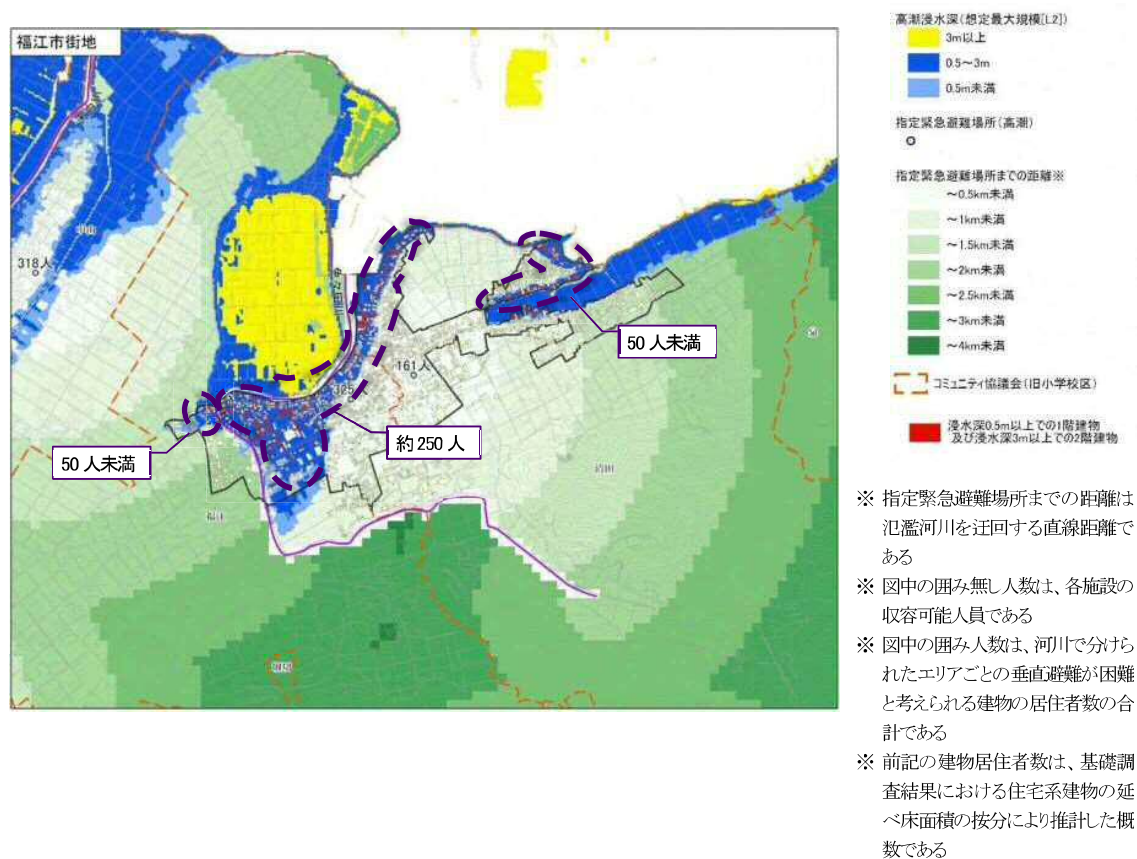 福江市街地
中山
318人
免々田川
325
161人
50人未満
約250人
50人未満
福江
清田
堀切
高潮浸水深(想定最大規模[L2])
3m以上
0.5～3m
0.5m未満
指定緊急避難場所(高潮)
指定緊急避難場所までの距離※
～0.5km未満
～1km未満
～1.5km未満
～2km未満
～2.5km未満
～3km未満
～4km未満
コミュニティ協議会(旧小学校区)
浸水深0.5m以上での1階建物
及び浸水深3m以上での2階建物
※ 指定緊急避難場所までの距離は
氾濫河川を迂回する直線距離で
ある
※ 図中の囲み無し人数は、各施設の
収容可能人員である
※ 図中の囲み人数は、河川で分けら
れたエリアごとの垂直避難が困難
と考えられる建物の居住者数の合
計である
※ 前記の建物居住者数は、基礎調
査結果における住宅系建物の延
べ床面積の按分により推計した概
数である